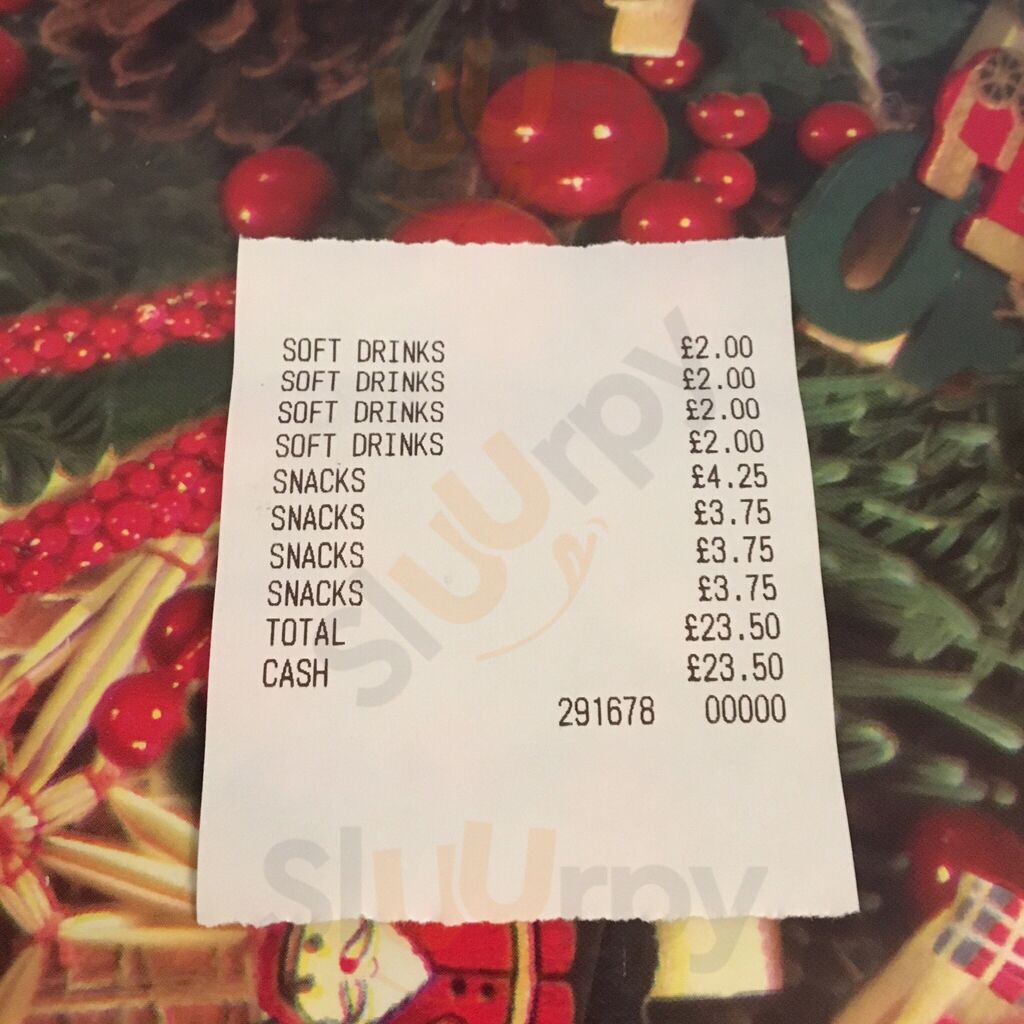 SOFT DRINKS £2.00
SOFT DRINKS £2.00
SOFT DRINKS £2.00
SOFT DRINKS £2.00
SNACKS £4.25
SNACKS £3.75
SNACKS £3.75
SNACKS £3.75
TOTAL £23.50
CASH £23.50
291678 00000
Sluurpy
Sluurpy